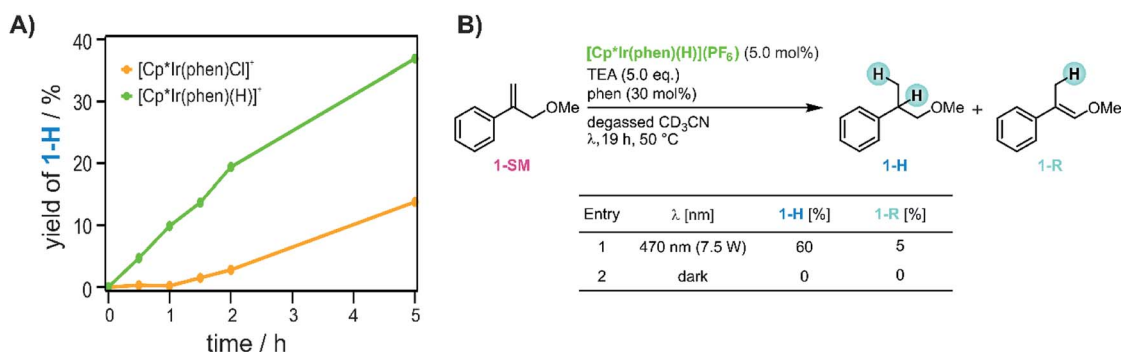 A)
yield of 1-H / %
40
30
20
10
0
[Cp*Ir(phen)Cl]⁺
[Cp*Ir(phen)(H)]⁺
0 1 2 3 4 5
time / h
B)
OMe
1-SM
[Cp*Ir(phen)(H)](PF₆) (5.0 mol%)
TEA (5.0 eq.)
phen (30 mol%)
degassed CD₃CN
λ, 19 h, 50 °C
H
H
OMe
1-H
+
H
OMe
1-R
Entry λ [nm] 1-H [%] 1-R [%]
1 470 nm (7.5 W) 60 5
2 dark 0 0